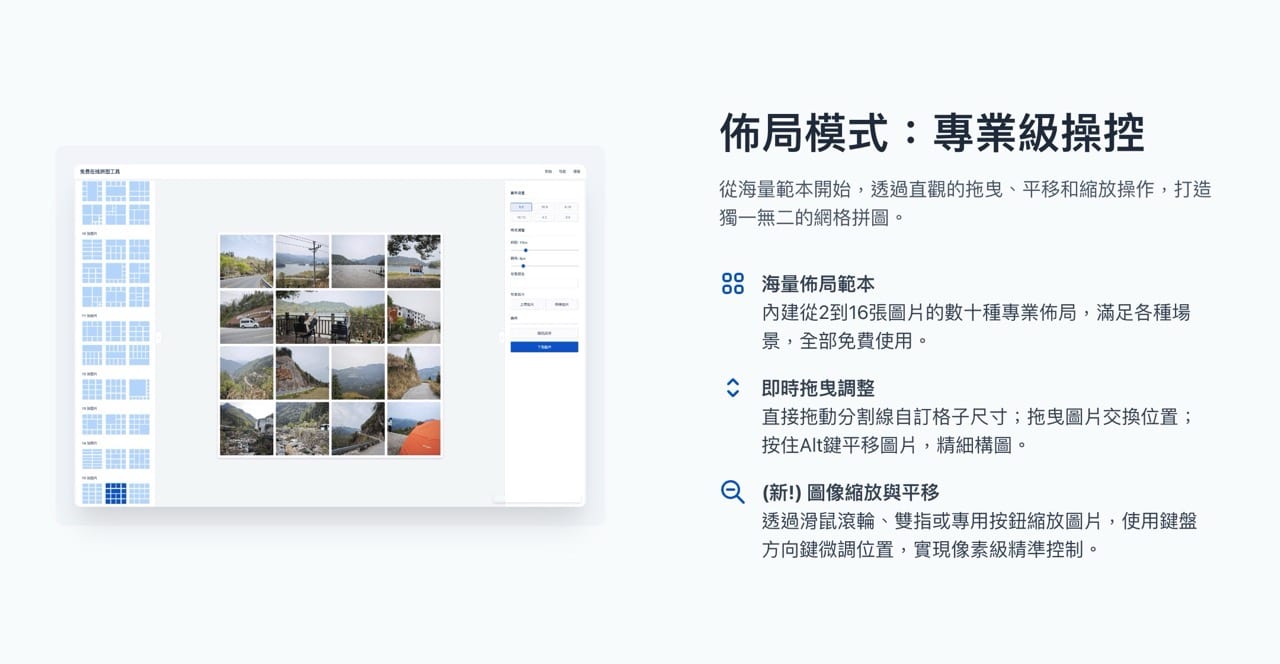 免費在線拼图工具
佈局模式：專業級操控
從海量範本開始，透過直觀的拖曳、平移和縮放操作，打造
獨一無二的網格拼圖。
海量佈局範本
內建從2到16張圖片的數十種專業佈局，滿足各種場
景，全部免費使用。
即時拖曳調整
直接拖動分割線自訂格子尺寸；拖曳圖片交換位置；
按住Alt鍵平移圖片，精細構圖。
(新!) 圖像縮放與平移
透過滑鼠滾輪、雙指或專用按鈕縮放圖片，使用鍵盤
方向鍵微調位置，實現像素級精準控制。